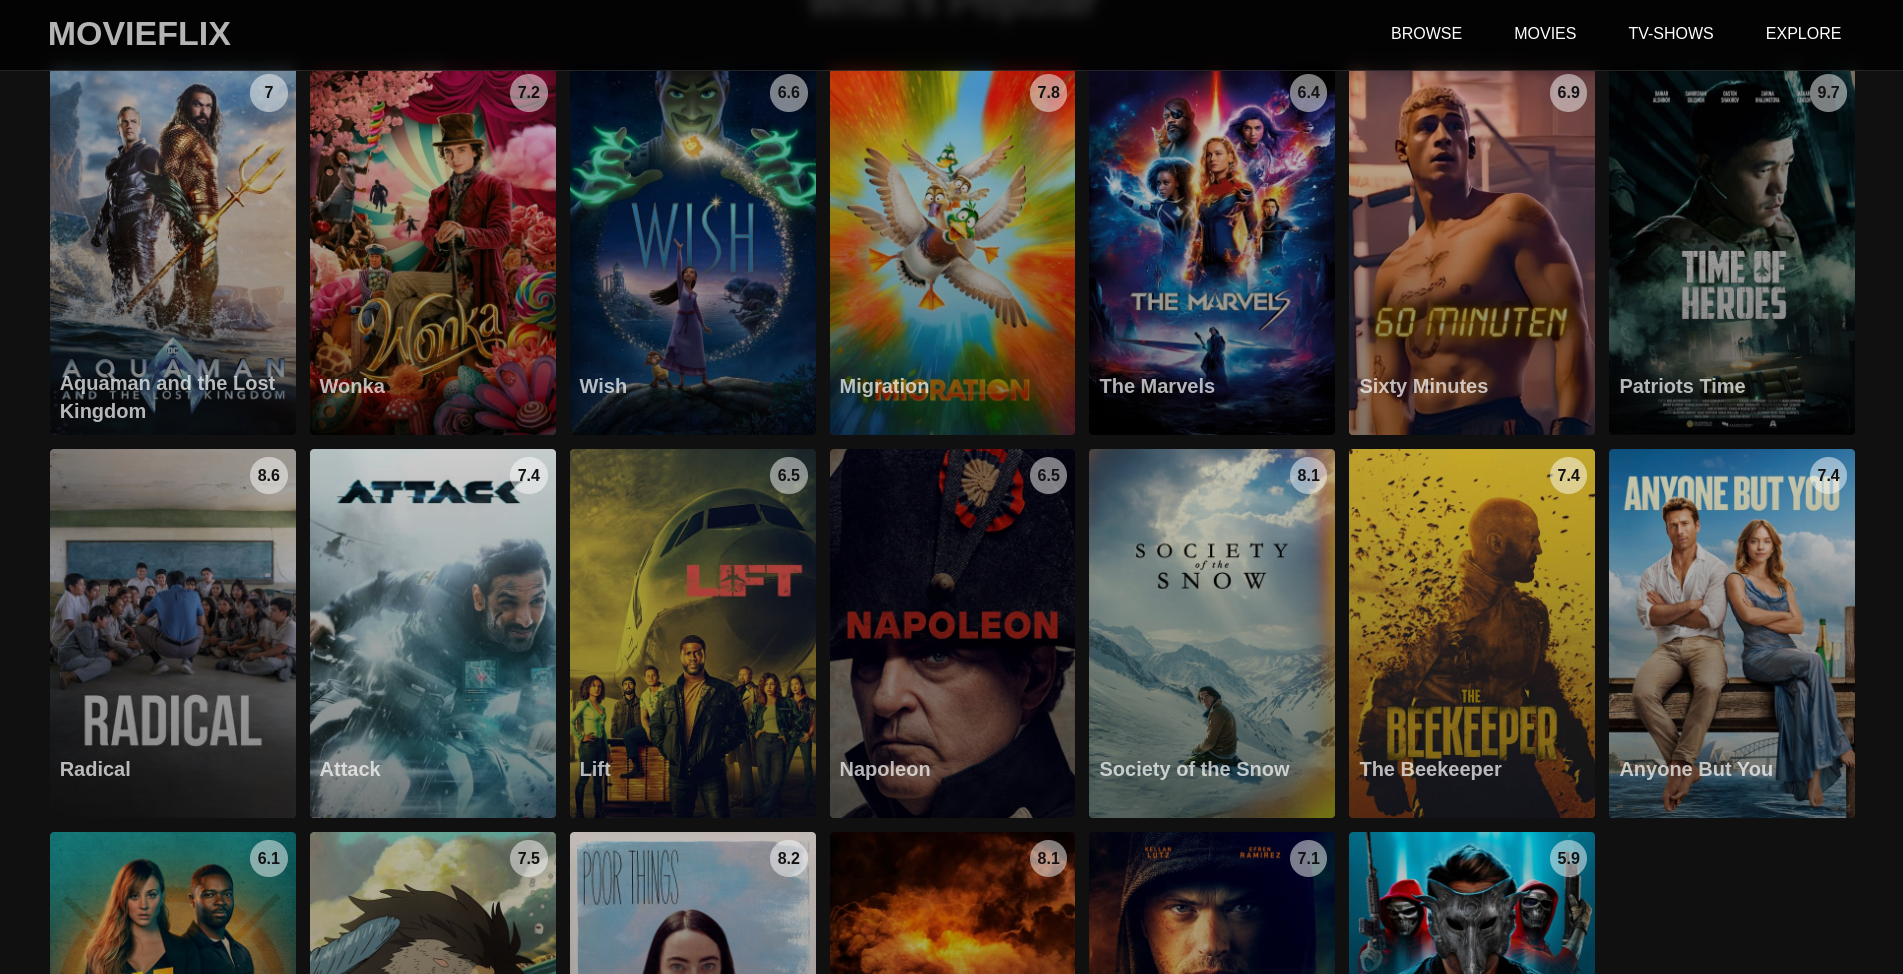 What's Popular
MOVIEFLIX
BROWSE
MOVIES
TV-SHOWS
EXPLORE
7
AQUAMAN
AND THE LOST KINGDOM
Aquaman and the Lost
Kingdom
7.2
Wonka
Wonka
6.6
WISH
Wish
7.8
MIGRATION
Migration
6.4
THE MARVELS
The Marvels
6.9
60 MINUTEN
Sixty Minutes
9.7
TIME OF
HEROES
Patriots Time
8.6
RADICAL
Radical
7.4
ATTACK
Attack
6.5
LIFT
Lift
6.5
NAPOLEON
Napoleon
8.1
SOCIETY
of the
SNOW
Society of the Snow
7.4
THE
BEEKEEPER
The Beekeeper
7.4
ANYONE BUT YOU
Anyone But You
6.1
7.5
8.2
POOR THINGS
8.1
7.1
KELLAN
LUTZ
EFREN
RAMIREZ
5.9